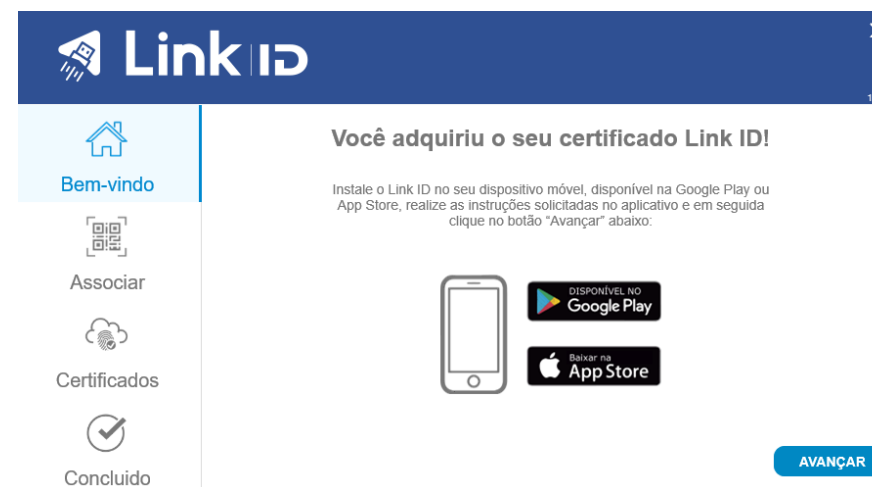 Link ID
Bem-vindo
Associar
Certificados
Concluido
Você adquiriu o seu certificado Link ID!
Instale o Link ID no seu dispositivo móvel, disponível na Google Play ou
App Store, realize as instruções solicitadas no aplicativo e em seguida
clique no botão “Avançar” abaixo:
DISPONÍVEL NO
Google Play
Baixar na
App Store
AVANÇAR